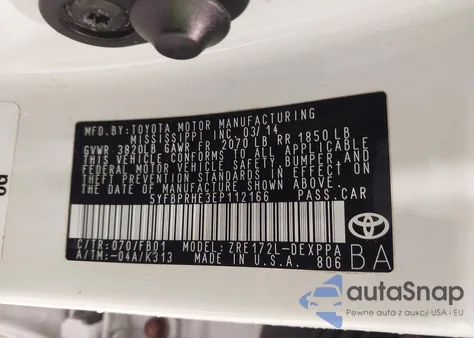 MFD.BY:TOYOTA MOTOR MANUFACTURING
MISSISSIPPI INC.03/14
GVWR 3820LB GAWR FR 2070 LB RR 1850LB
THIS VEHICLE CONFORMS TO ALL APPLICABLE
FEDERAL MOTOR VEHICLE SAFETY, BUMPER, AND
THEFT PREVENTION STANDARDS IN EFFECT ON
THE DATE OF MANUFACTURE SHOWN ABOVE.
5YFBPRHE3EP112166 PASS.CAR
C/TR:070/FB01 MODEL:ZRE172L-DEXPPA
A/TM:-04A/K313 MADE IN U.S.A. 806
BA
autoSnap
Pewne auta z aukcji USA - EU